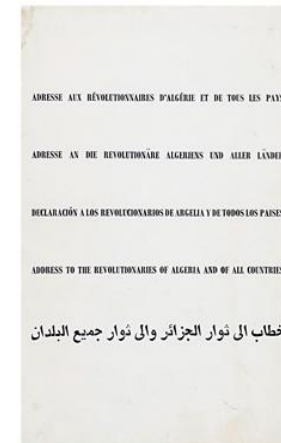 ADRESSE AUX RÉVOLUTIONNAIRES D'ALGÉRIE ET DE TOUS LES PAYS
ADRESSE AN DIE REVOLUTIONÄRE ALGERIENS UND ALLER LÄNDER
DECLARACIÓN A LOS REVOLUCIONARIOS DE ARGELIA Y DE TODOS LOS PAISES
ADDRESS TO THE REVOLUTIONARIES OF ALGERIA AND OF ALL COUNTRIES
خطاب الى ثوار الجزائر والى ثوار جميع البلدان